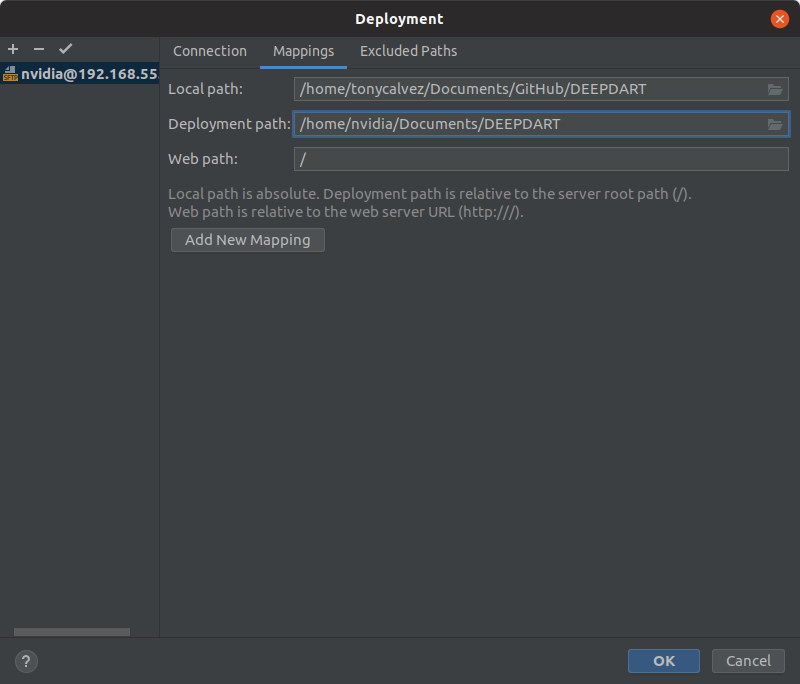 Deployment
nvidia@192.168.55
Connection Mappings Excluded Paths
Local path: /home/tonycalvez/Documents/GitHub/DEEPDART
Deployment path: /home/nvidia/Documents/DEEPDART
Web path: /
Local path is absolute. Deployment path is relative to the server root path (/).
Web path is relative to the web server URL (http:///).
Add New Mapping
? OK Cancel